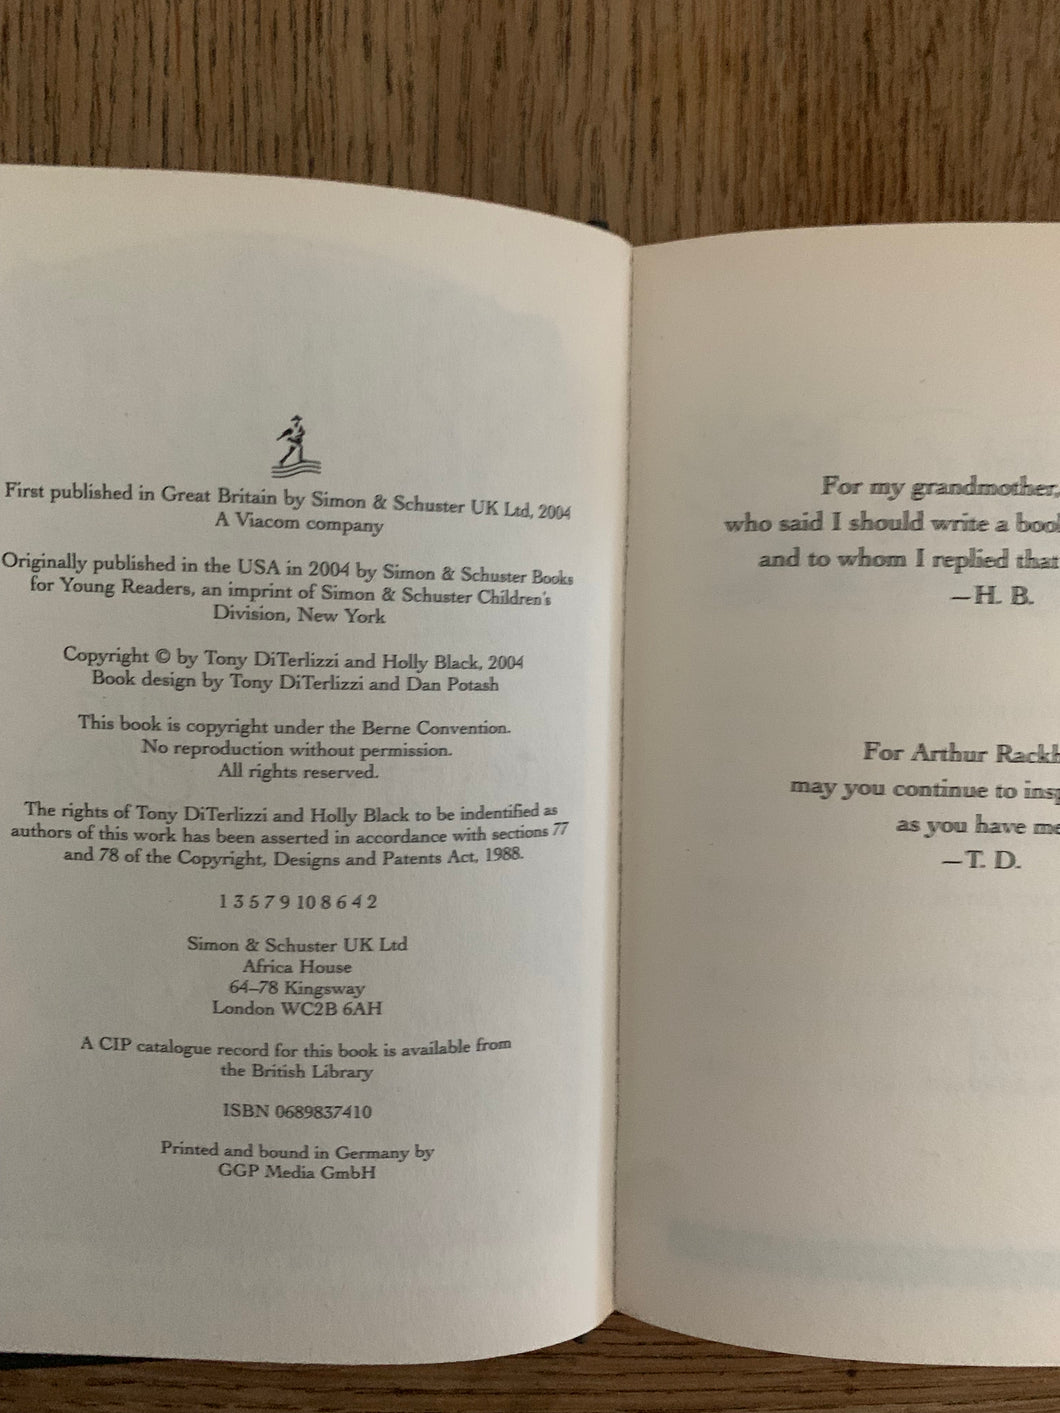 First published in Great Britain by Simon & Schuster UK Ltd, 2004
A Viacom company
Originally published in the USA in 2004 by Simon & Schuster Books
for Young Readers, an imprint of Simon & Schuster Children's
Division, New York
Copyright © by Tony DiTerlizzi and Holly Black, 2004
Book design by Tony DiTerlizzi and Dan Potash
This book is copyright under the Berne Convention.
No reproduction without permission.
All rights reserved.
The rights of Tony DiTerlizzi and Holly Black to be indentified as
authors of this work has been asserted in accordance with sections 77
and 78 of the Copyright, Designs and Patents Act, 1988.
1 3 5 7 9 10 8 6 4 2
Simon & Schuster UK Ltd
Africa House
64–78 Kingsway
London WC2B 6AH
A CIP catalogue record for this book is available from
the British Library
ISBN 0689837410
Printed and bound in Germany by
GGP Media GmbH
For my grandmother,
who said I should write a
and to whom I replied that
—H. B.
For Arthur
may you continue to
as you have
—T. D.